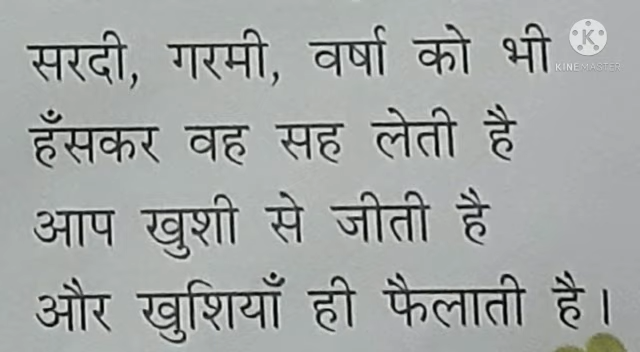 सरदी, गरमी, वर्षा को भी
KINEMASTER
हँसकर वह सह लेती है
आप खुशी से जीती है
और खुशियाँ ही फैलाती है।